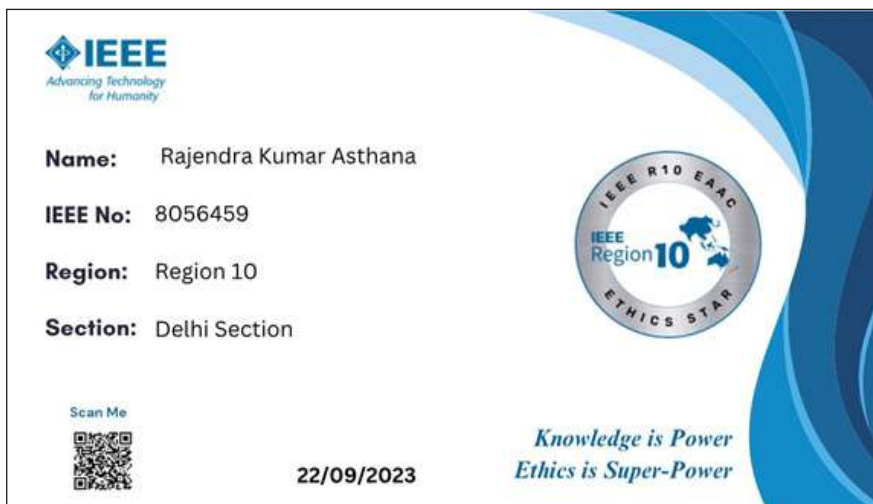 IEEE
Advancing Technology
for Humanity
Name: Rajendra Kumar Asthana
IEEE No: 8056459
Region: Region 10
Section: Delhi Section
IEEE R10 EAAC
IEEE
Region 10
ETHICS STAR
Scan Me
22/09/2023
Knowledge is Power
Ethics is Super-Power